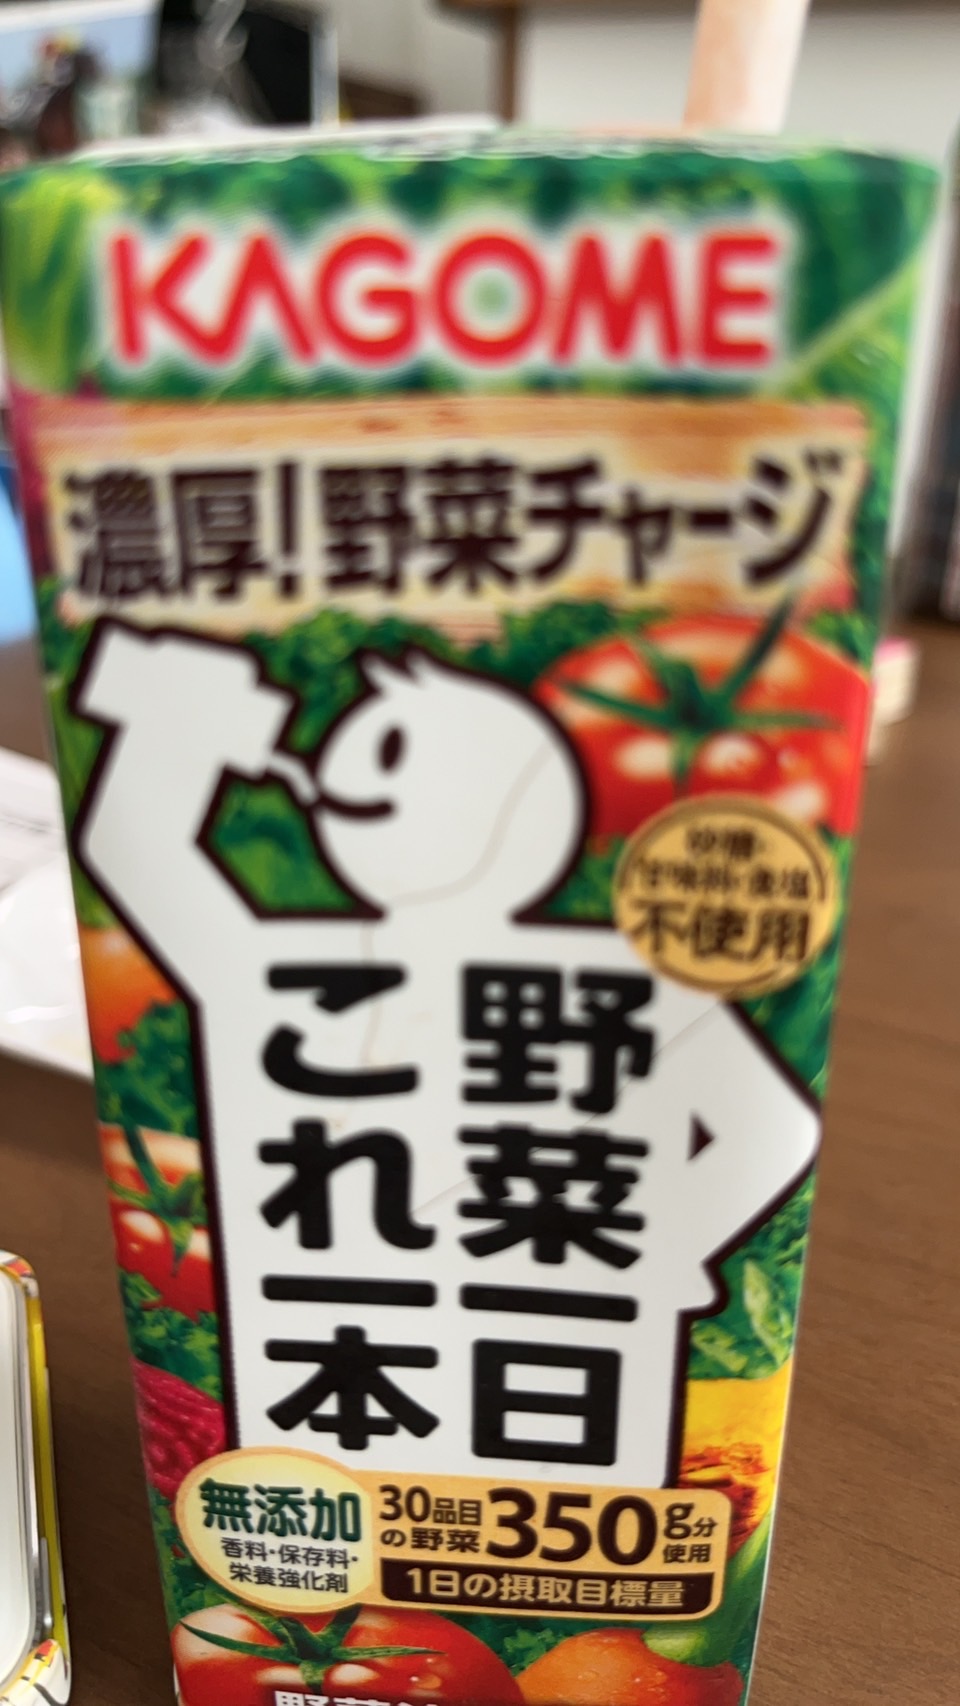 KAGOME
濃厚!野菜チャージ
砂糖・
甘味料・食塩
不使用
野菜一日
これ一本
無添加
香料・保存料・
栄養強化剤
30品目
の野菜
350g分
使用
1日の摂取目標量